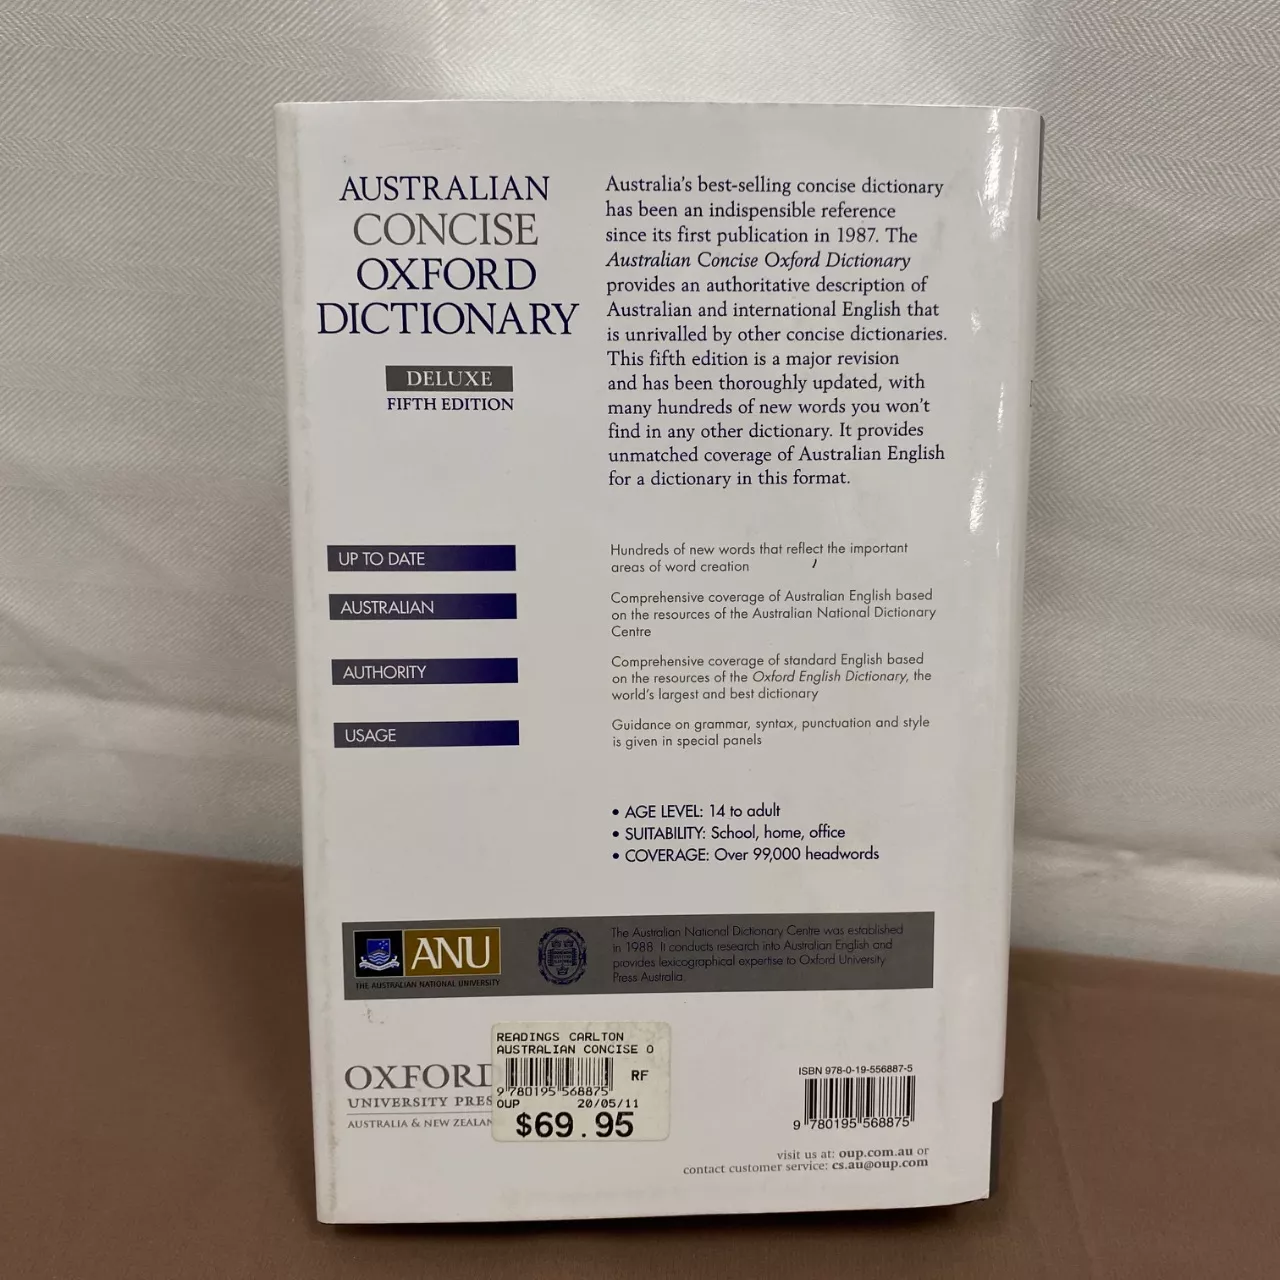 AUSTRALIAN
CONCISE
OXFORD
DICTIONARY
DELUXE
FIFTH EDITION
Australia's best-selling concise dictionary
has been an indispensible reference
since its first publication in 1987. The
Australian Concise Oxford Dictionary
provides an authoritative description of
Australian and international English that
is unrivalled by other concise dictionaries.
This fifth edition is a major revision
and has been thoroughly updated, with
many hundreds of new words you won't
find in any other dictionary. It provides
unmatched coverage of Australian English
for a dictionary in this format.
UP TO DATE
Hundreds of new words that reflect the important
areas of word creation
AUSTRALIAN
Comprehensive coverage of Australian English based
on the resources of the Australian National Dictionary
Centre
AUTHORITY
Comprehensive coverage of standard English based
on the resources of the Oxford English Dictionary, the
world's largest and best dictionary
USAGE
Guidance on grammar, syntax, punctuation and style
is given in special panels
• AGE LEVEL: 14 to adult
• SUITABILITY: School, home, office
• COVERAGE: Over 99,000 headwords
ANU
THE AUSTRALIAN NATIONAL UNIVERSITY
The Australian National Dictionary Centre was established
in 1988. It conducts research into Australian English and
provides lexicographical expertise to Oxford University
Press Australia.
OXFORD
UNIVERSITY PRES
AUSTRALIA & NEW ZEALAN
READINGS CARLTON
AUSTRALIAN CONCISE O
RF
9 780195 568875
OUP 20/05/11
$69.95
ISBN 978-0-19-556887-5
9 780195 568875
visit us at: oup.com.au or
contact customer service: cs.au@oup.com